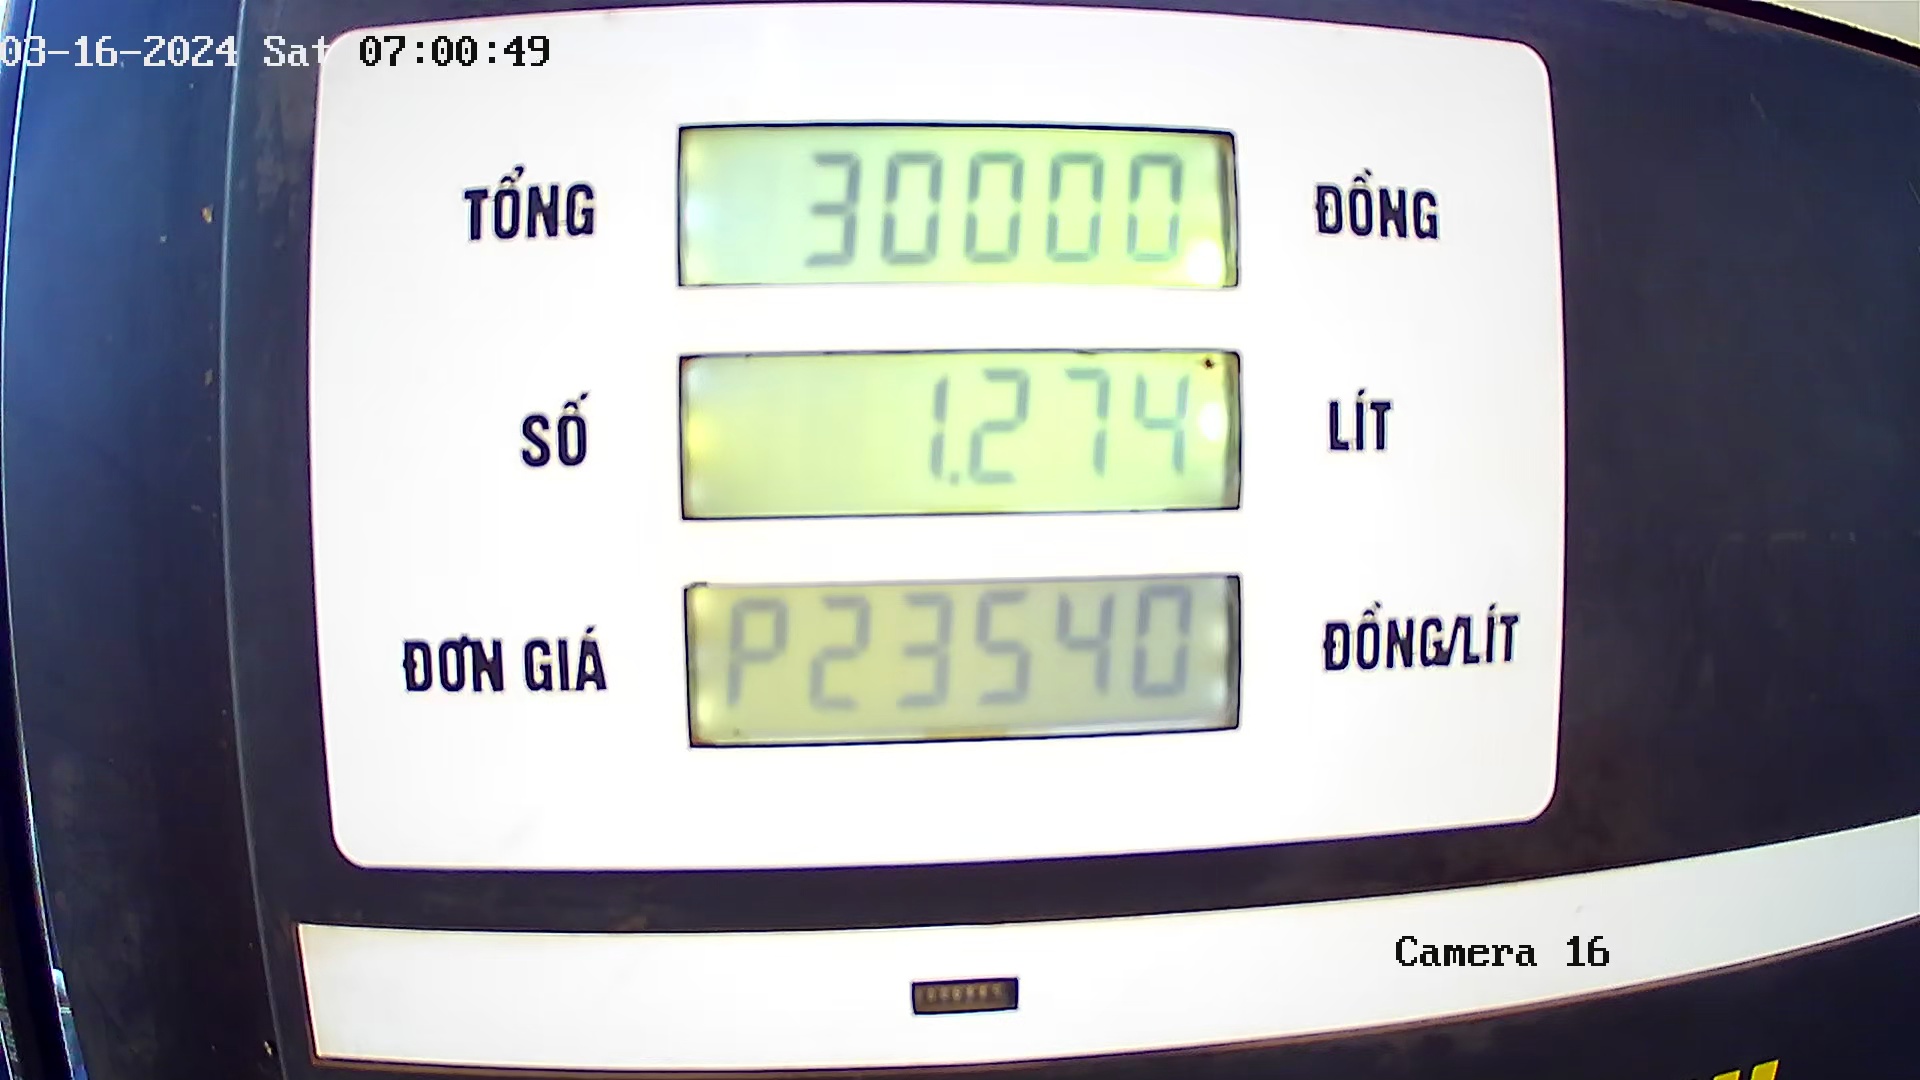 03-16-2024 Sat 07:00:49
TỔNG 30000 ĐỒNG
SỐ 1.274 LÍT
ĐƠN GIÁ P23540 ĐỒNG/LÍT
Camera 16